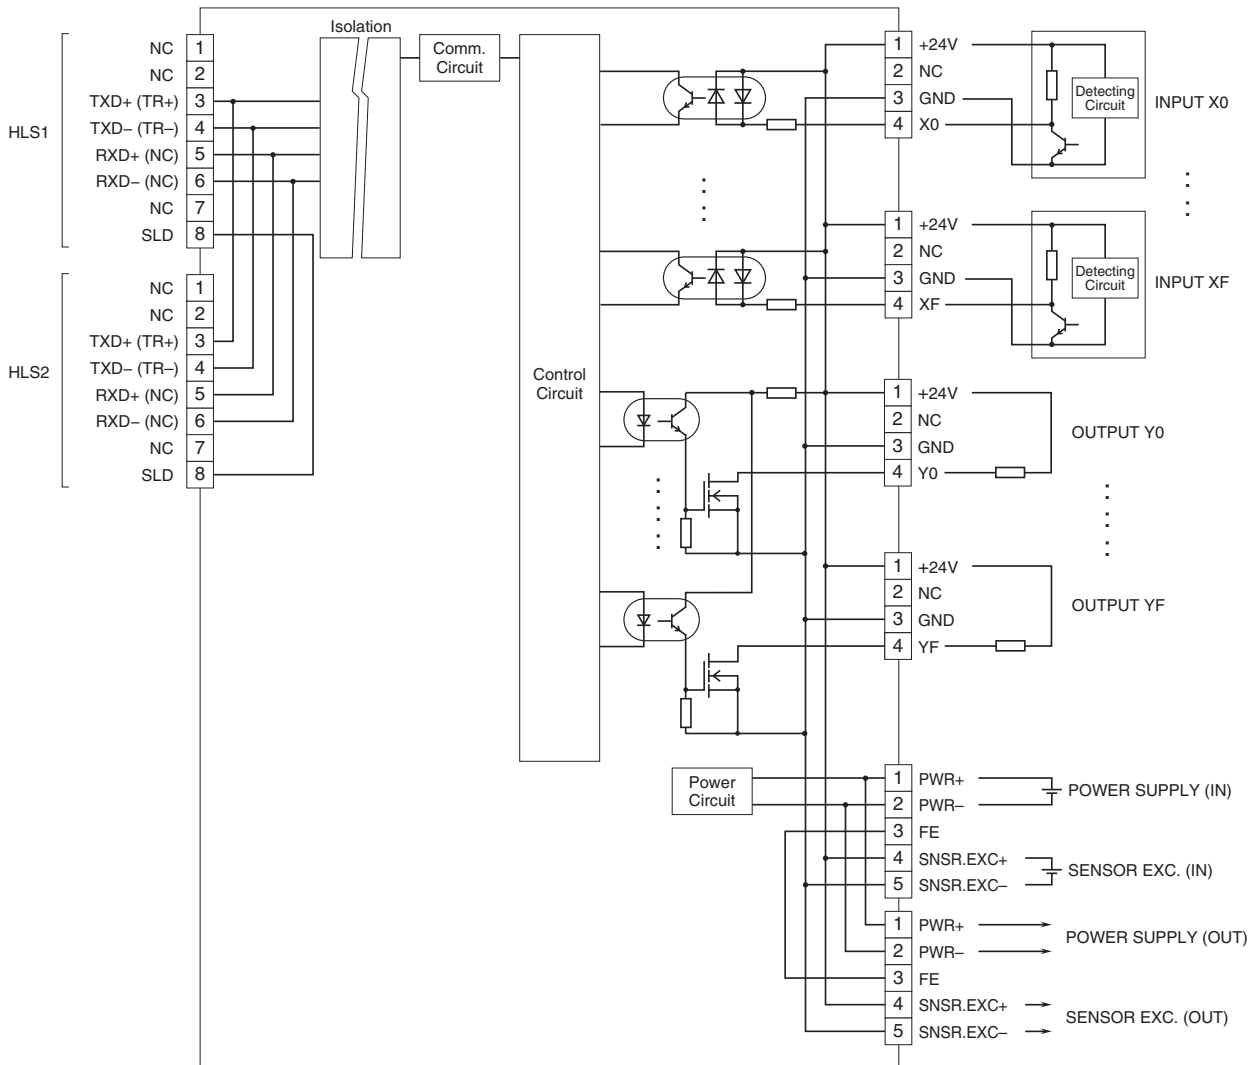 Isolation
HLS1
NC 1
NC 2
TXD+ (TR+) 3
TXD– (TR–) 4
RXD+ (NC) 5
RXD– (NC) 6
NC 7
SLD 8
HLS2
NC 1
NC 2
TXD+ (TR+) 3
TXD– (TR–) 4
RXD+ (NC) 5
RXD– (NC) 6
NC 7
SLD 8
Comm.
Circuit
Control
Circuit
Power
Circuit
1 +24V
2 NC
3 GND
4 X0
Detecting
Circuit
INPUT X0
1 +24V
2 NC
3 GND
4 XF
Detecting
Circuit
INPUT XF
1 +24V
2 NC
3 GND
4 Y0
OUTPUT Y0
1 +24V
2 NC
3 GND
4 YF
OUTPUT YF
1 PWR+
2 PWR–
3 FE
4 SNSR.EXC+
5 SNSR.EXC–
POWER SUPPLY (IN)
SENSOR EXC. (IN)
1 PWR+
2 PWR–
3 FE
4 SNSR.EXC+
5 SNSR.EXC–
POWER SUPPLY (OUT)
SENSOR EXC. (OUT)